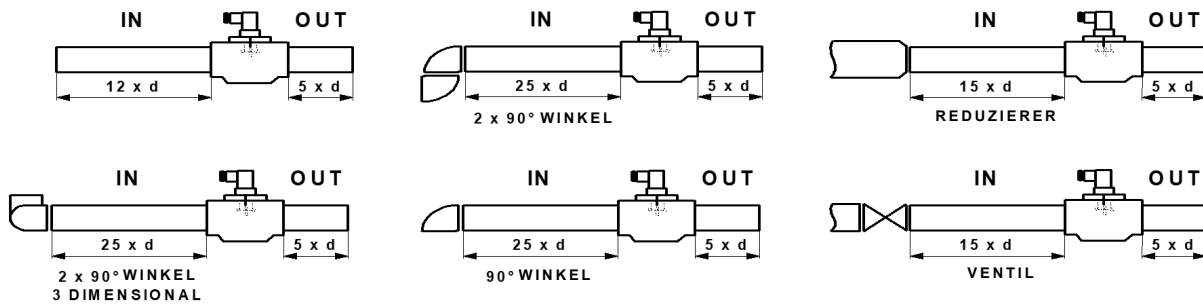 IN OUT
12 x d 5 x d
IN OUT
25 x d 5 x d
2 x 90° WINKEL
IN OUT
15 x d 5 x d
REDUZIERER
IN OUT
25 x d 5 x d
2 x 90° WINKEL
3 DIMENSIONAL
IN OUT
25 x d 5 x d
90° WINKEL
IN OUT
15 x d 5 x d
VENTIL